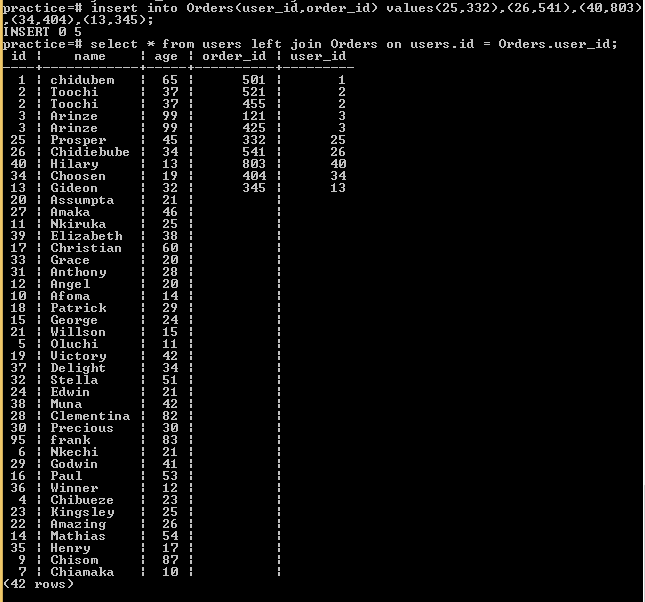 practice=# insert into Orders(user_id,order_id) values(25,332),(26,541),(40,803)
,(34,404),(13,345);
INSERT 0 5
practice=# select * from users left join Orders on users.id = Orders.user_id;
 id ¦    name    ¦ age ¦ order_id ¦ user_id
----+------------+-----+----------+---------
  1 ¦ chidubem   ¦  65 ¦      501 ¦       1
  2 ¦ Toochi     ¦  37 ¦      521 ¦       2
  2 ¦ Toochi     ¦  37 ¦      455 ¦       2
  3 ¦ Arinze     ¦  99 ¦      121 ¦       3
  3 ¦ Arinze     ¦  99 ¦      425 ¦       3
 25 ¦ Prosper    ¦  45 ¦      332 ¦      25
 26 ¦ Chidiebube ¦  34 ¦      541 ¦      26
 40 ¦ Hilary     ¦  13 ¦      803 ¦      40
 34 ¦ Choosen    ¦  19 ¦      404 ¦      34
 13 ¦ Gideon     ¦  32 ¦      345 ¦      13
 20 ¦ Assumpta   ¦  21 ¦          ¦
 27 ¦ Amaka      ¦  46 ¦          ¦
 11 ¦ Nkiruka    ¦  25 ¦          ¦
 39 ¦ Elizabeth  ¦  38 ¦          ¦
 17 ¦ Christian  ¦  60 ¦          ¦
 33 ¦ Grace      ¦  20 ¦          ¦
 31 ¦ Anthony    ¦  28 ¦          ¦
 12 ¦ Angel      ¦  20 ¦          ¦
 10 ¦ Afoma      ¦  14 ¦          ¦
 18 ¦ Patrick    ¦  29 ¦          ¦
 15 ¦ George     ¦  24 ¦          ¦
 21 ¦ Willson    ¦  15 ¦          ¦
  5 ¦ Oluchi     ¦  11 ¦          ¦
 19 ¦ Victory    ¦  42 ¦          ¦
 37 ¦ Delight    ¦  34 ¦          ¦
 32 ¦ Stella     ¦  51 ¦          ¦
 24 ¦ Edwin      ¦  21 ¦          ¦
 38 ¦ Muna       ¦  42 ¦          ¦
 28 ¦ Clementina ¦  82 ¦          ¦
 30 ¦ Precious   ¦  30 ¦          ¦
 95 ¦ frank      ¦  83 ¦          ¦
  6 ¦ Nkechi     ¦  21 ¦          ¦
 29 ¦ Godwin     ¦  41 ¦          ¦
 16 ¦ Paul       ¦  53 ¦          ¦
 36 ¦ Winner     ¦  12 ¦          ¦
  4 ¦ Chibueze   ¦  23 ¦          ¦
 23 ¦ Kingsley   ¦  25 ¦          ¦
 22 ¦ Amazing    ¦  26 ¦          ¦
 14 ¦ Mathias    ¦  54 ¦          ¦
 35 ¦ Henry      ¦  17 ¦          ¦
  9 ¦ Chisom     ¦  87 ¦          ¦
  7 ¦ Chiamaka   ¦  10 ¦          ¦
(42 rows)